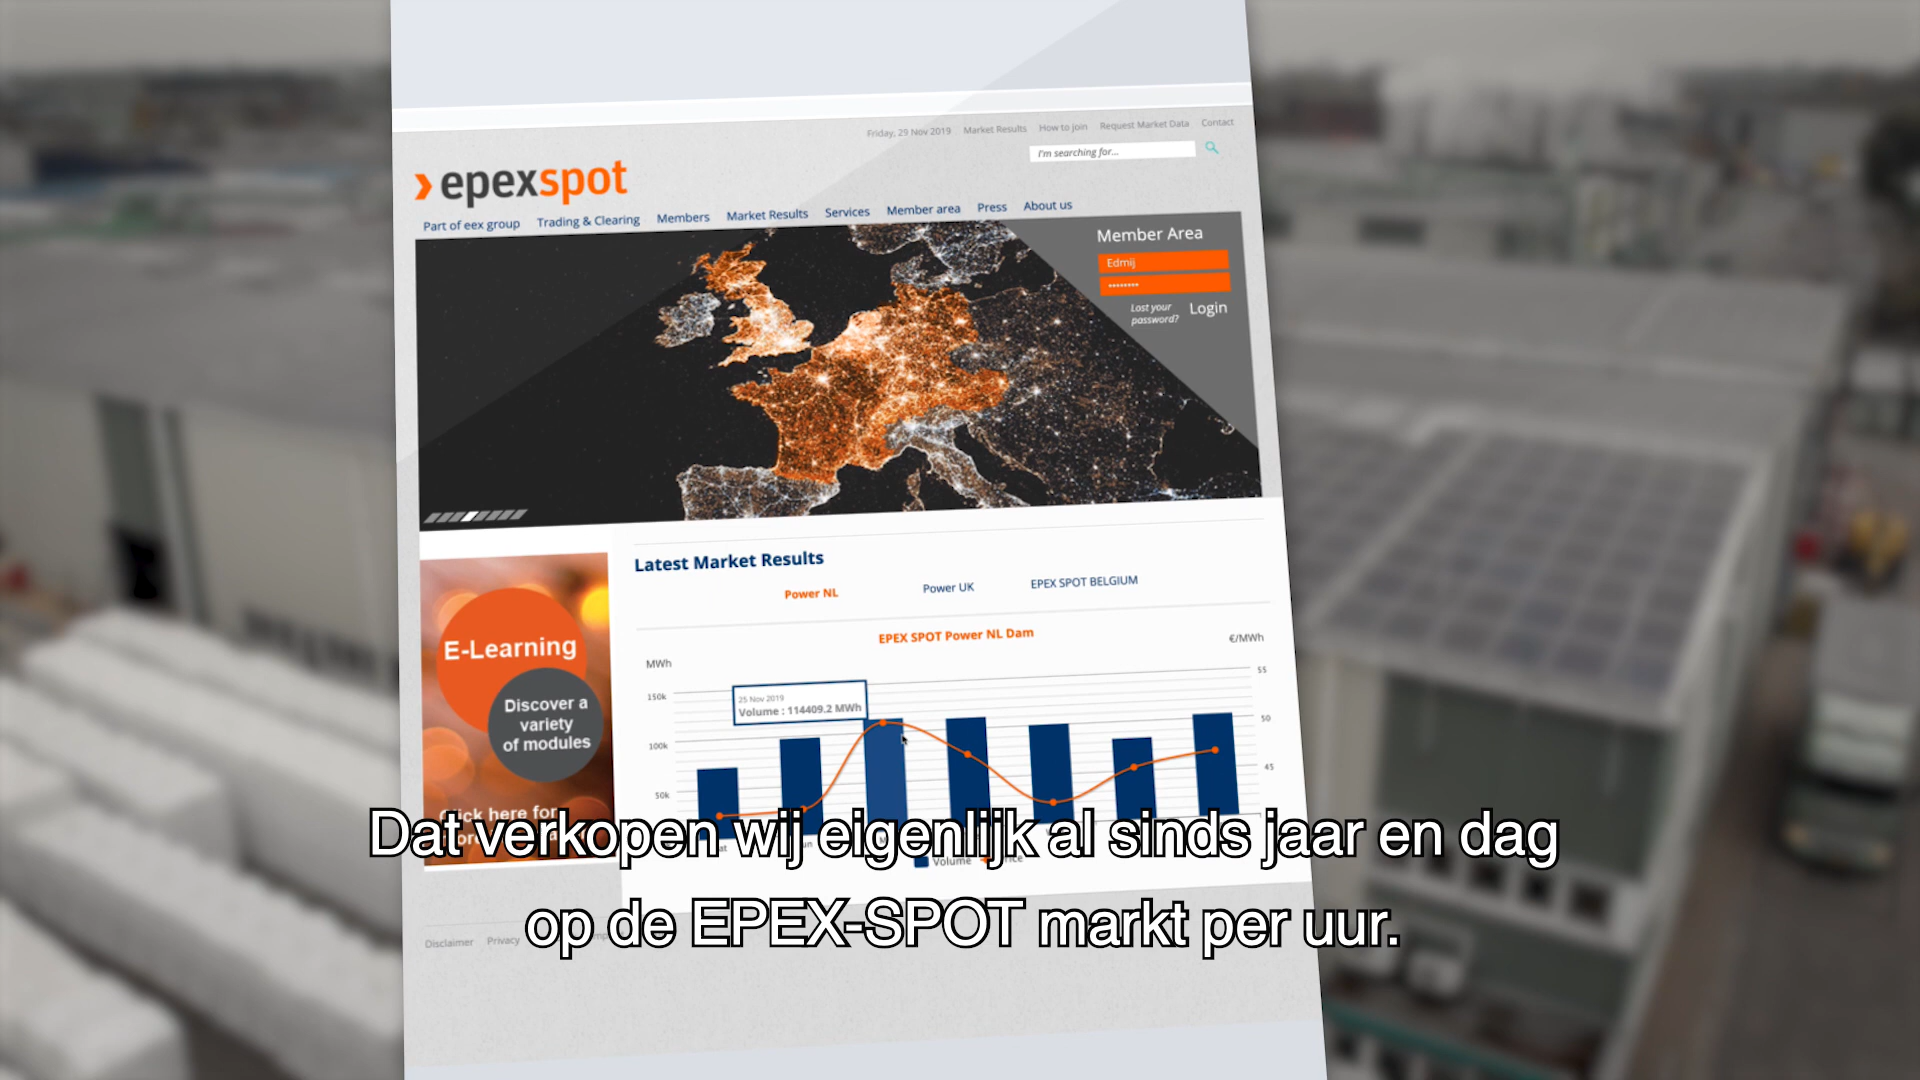 Friday, 29 Nov 2019 Market Results How to join Request Market Data Contact
I'm searching for...
epexspot
Part of eex group Trading & Clearing Members Market Results Services Member area Press About us
Member Area
Edmij
••••••••
Lost your
password?
Login
Latest Market Results
Power NL Power UK EPEX SPOT BELGIUM
E-Learning
Discover a
variety
of modules
Click here for
EPEX SPOT Power NL Dam
MWh
€/MWh
150k
100k
50k
55
50
45
25 Nov 2019
Volume : 114409.2 MWh
Volume
Dat verkopen wij eigenlijk al sinds jaar en dag
op de EPEX-SPOT markt per uur.
Disclaimer Privacy